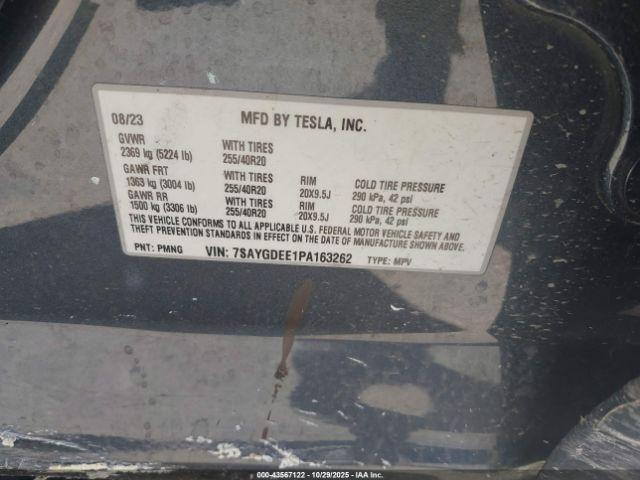 08/23 MFD BY TESLA, INC.
GVWR WITH TIRES
2369 kg (5224 lb) 255/40R20
GAWR FRT WITH TIRES RIM COLD TIRE PRESSURE
1363 kg (3004 lb) 255/40R20 20X9.5J 290 kPa, 42 psi
GAWR RR WITH TIRES RIM COLD TIRE PRESSURE
1500 kg (3306 lb) 255/40R20 20X9.5J 290 kPa, 42 psi
THIS VEHICLE CONFORMS TO ALL APPLICABLE U.S. FEDERAL MOTOR VEHICLE SAFETY AND
THEFT PREVENTION STANDARDS IN EFFECT ON THE DATE OF MANUFACTURE SHOWN ABOVE.
PNT: PMNG VIN: 7SAYGDEE1PA163262 TYPE: MPV
000-43567122 - 10/29/2025 - IAA Inc.